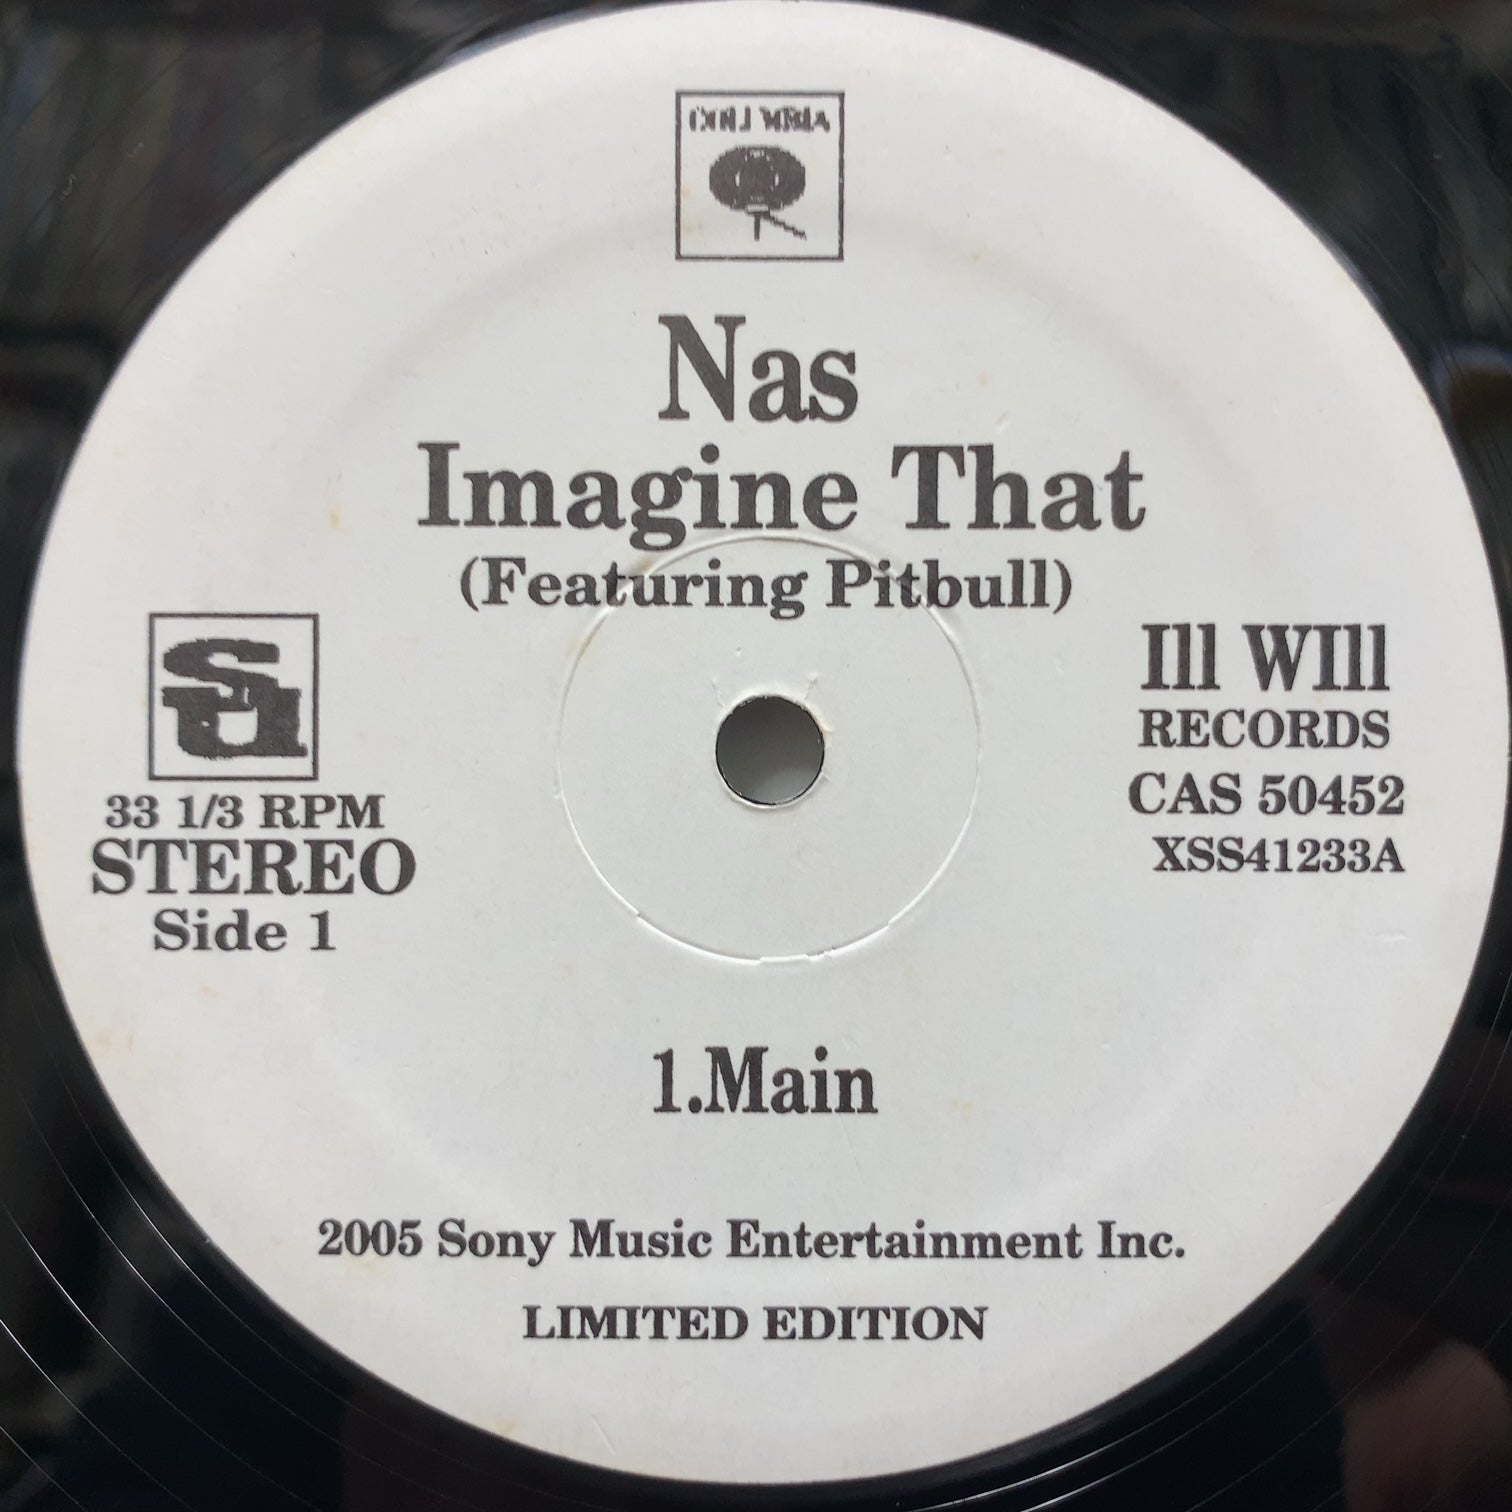 COLUMBIA
Nas
Imagine That
(Featuring Pitbull)
SU
33 1/3 RPM
STEREO
Side 1
Ill WIll
RECORDS
CAS 50452
XSS41233A
1.Main
2005 Sony Music Entertainment Inc.
LIMITED EDITION